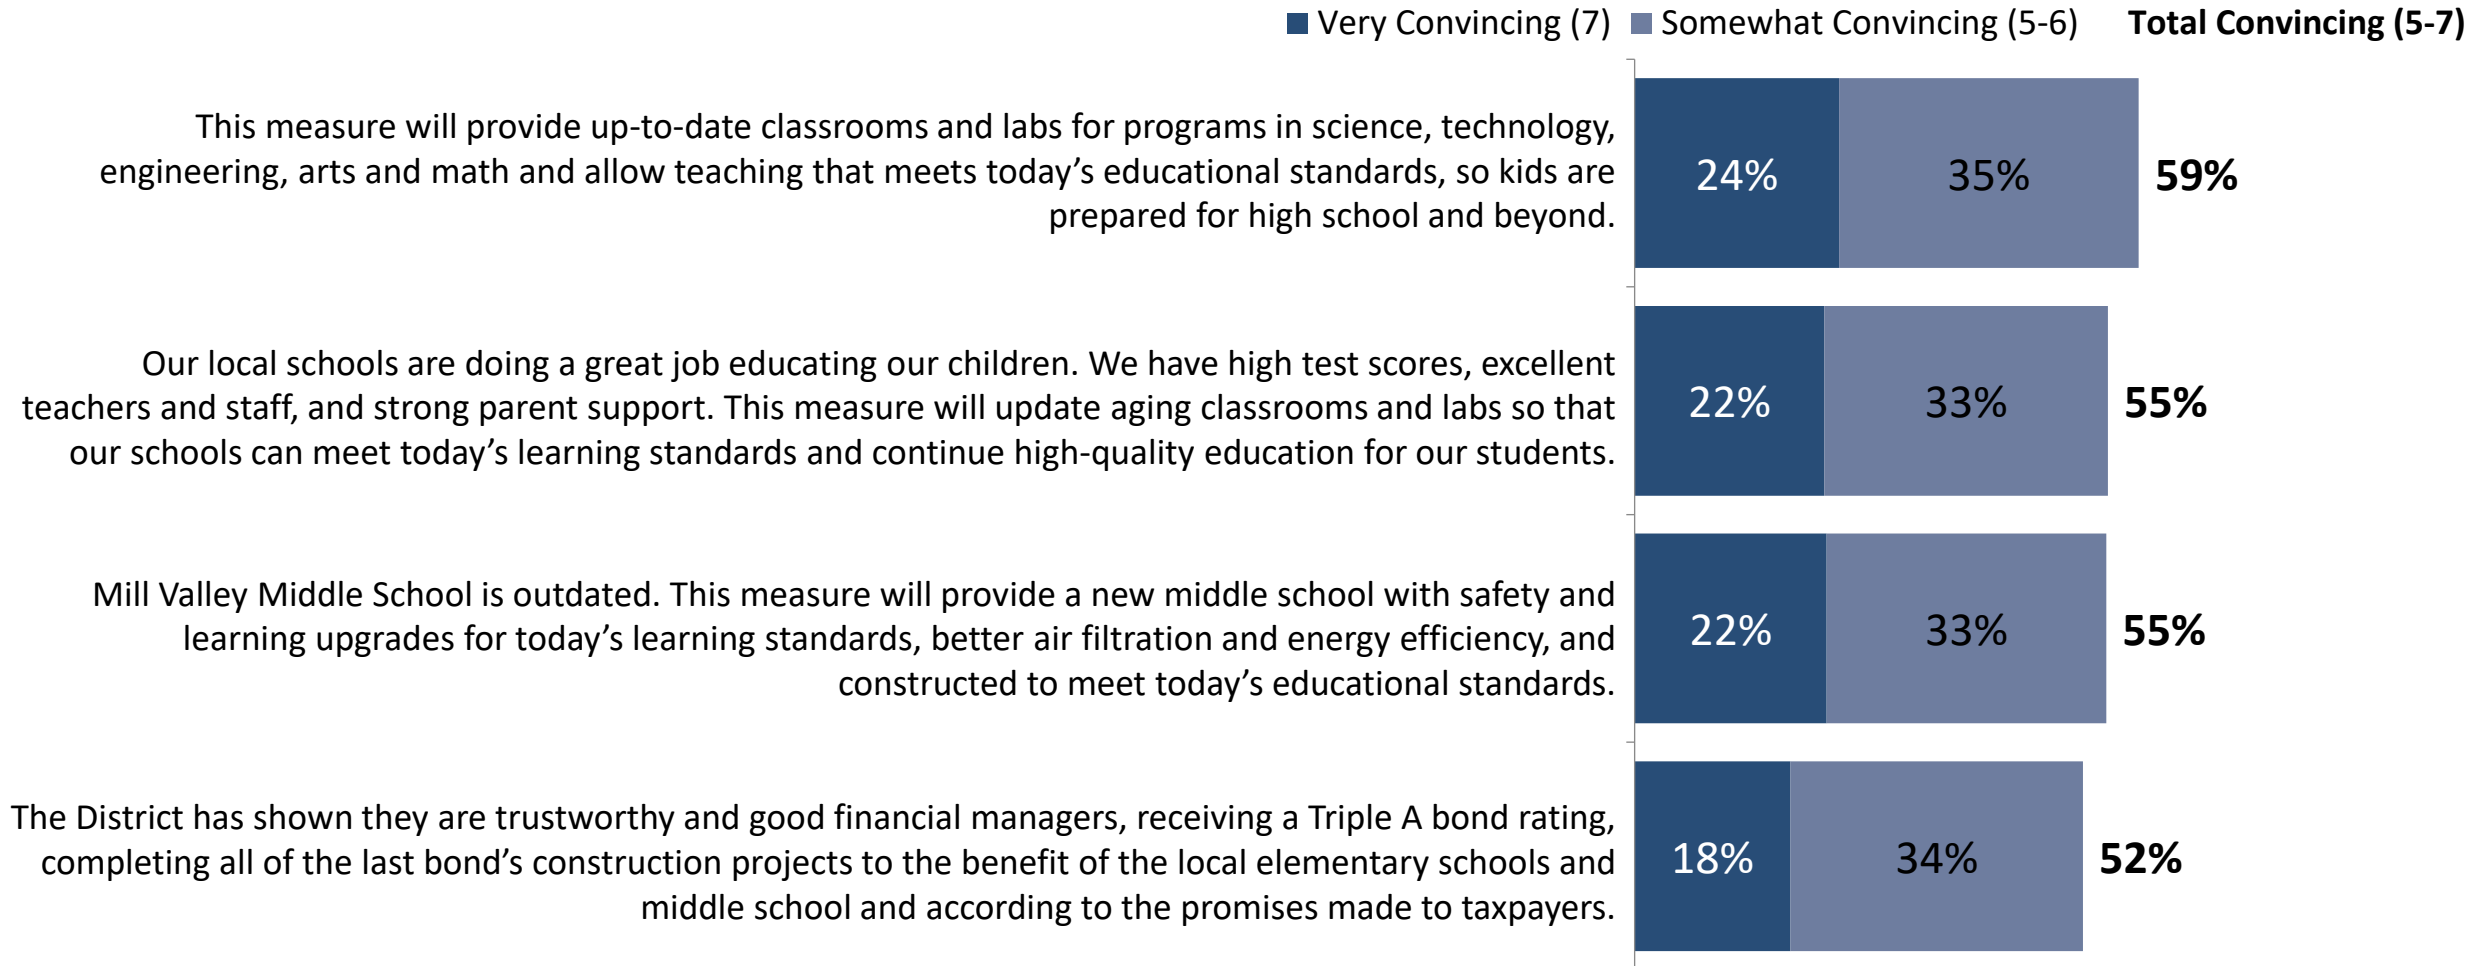 Very Convincing (7) Somewhat Convincing (5-6) Total Convincing (5-7)
This measure will provide up-to-date classrooms and labs for programs in science, technology,
engineering, arts and math and allow teaching that meets today’s educational standards, so kids are
prepared for high school and beyond.
24% 35% 59%
Our local schools are doing a great job educating our children. We have high test scores, excellent
teachers and staff, and strong parent support. This measure will update aging classrooms and labs so that
our schools can meet today’s learning standards and continue high-quality education for our students.
22% 33% 55%
Mill Valley Middle School is outdated. This measure will provide a new middle school with safety and
learning upgrades for today’s learning standards, better air filtration and energy efficiency, and
constructed to meet today’s educational standards.
22% 33% 55%
The District has shown they are trustworthy and good financial managers, receiving a Triple A bond rating,
completing all of the last bond’s construction projects to the benefit of the local elementary schools and
middle school and according to the promises made to taxpayers.
18% 34% 52%